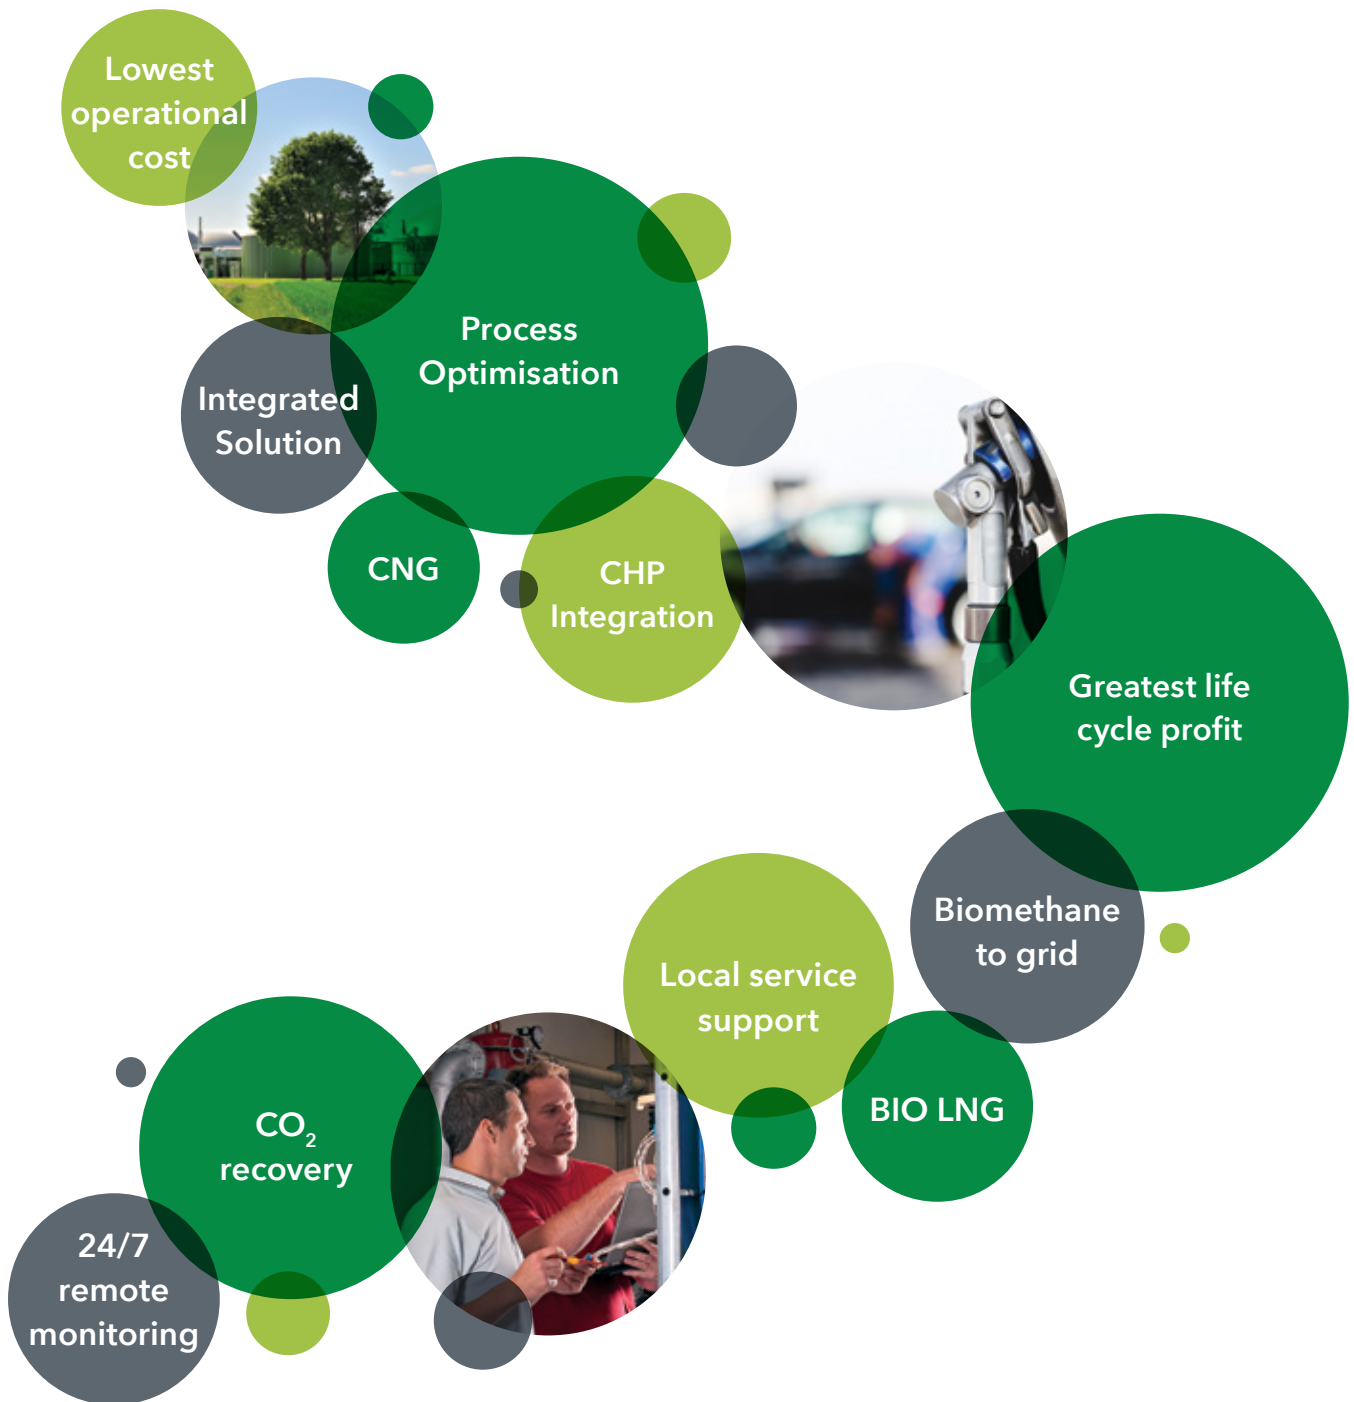 Lowest
operational
cost
Process
Optimisation
Integrated
Solution
CNG
CHP
Integration
Greatest life
cycle profit
Biomethane
to grid
Local service
support
BIO LNG
CO₂
recovery
24/7
remote
monitoring